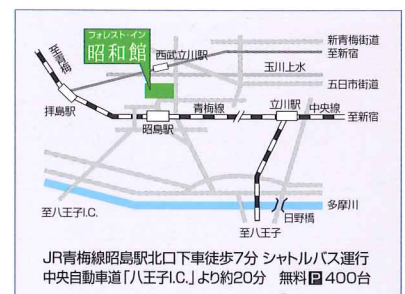 フォレスト・イン
昭和館
至青梅
西武立川駅
新青梅街道
至新宿
玉川上水
五日市街道
拝島駅
青梅線
立川駅
中央線
至新宿
昭島駅
多摩川
至八王子I.C.
日野橋
至八王子
JR青梅線昭島駅北口下車徒歩7分 シャトルバス運行
中央自動車道「八王子I.C.」より約20分 無料P400台